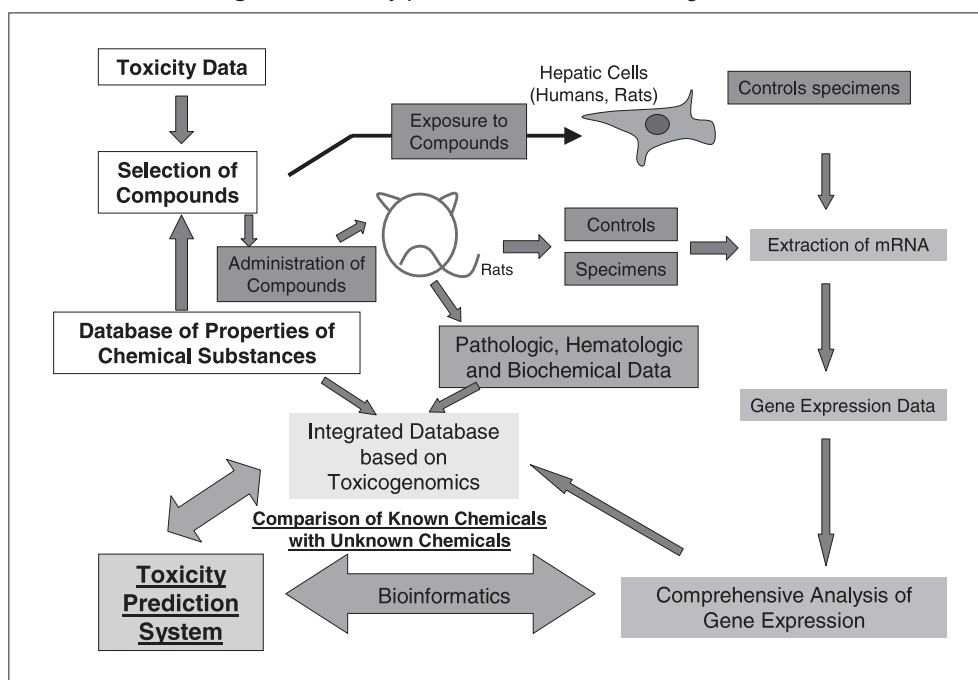 Toxicity Data
Hepatic Cells
(Humans, Rats)
Controls specimens
Exposure to
Compounds
Selection of
Compounds
Administration of
Compounds
Rats
Controls
Specimens
Extraction of mRNA
Database of Properties of
Chemical Substances
Pathologic, Hematologic
and Biochemical Data
Gene Expression Data
Integrated Database
based on
Toxicogenomics
Comparison of Known Chemicals
with Unknown Chemicals
Toxicity
Prediction
System
Bioinformatics
Comprehensive Analysis of
Gene Expression